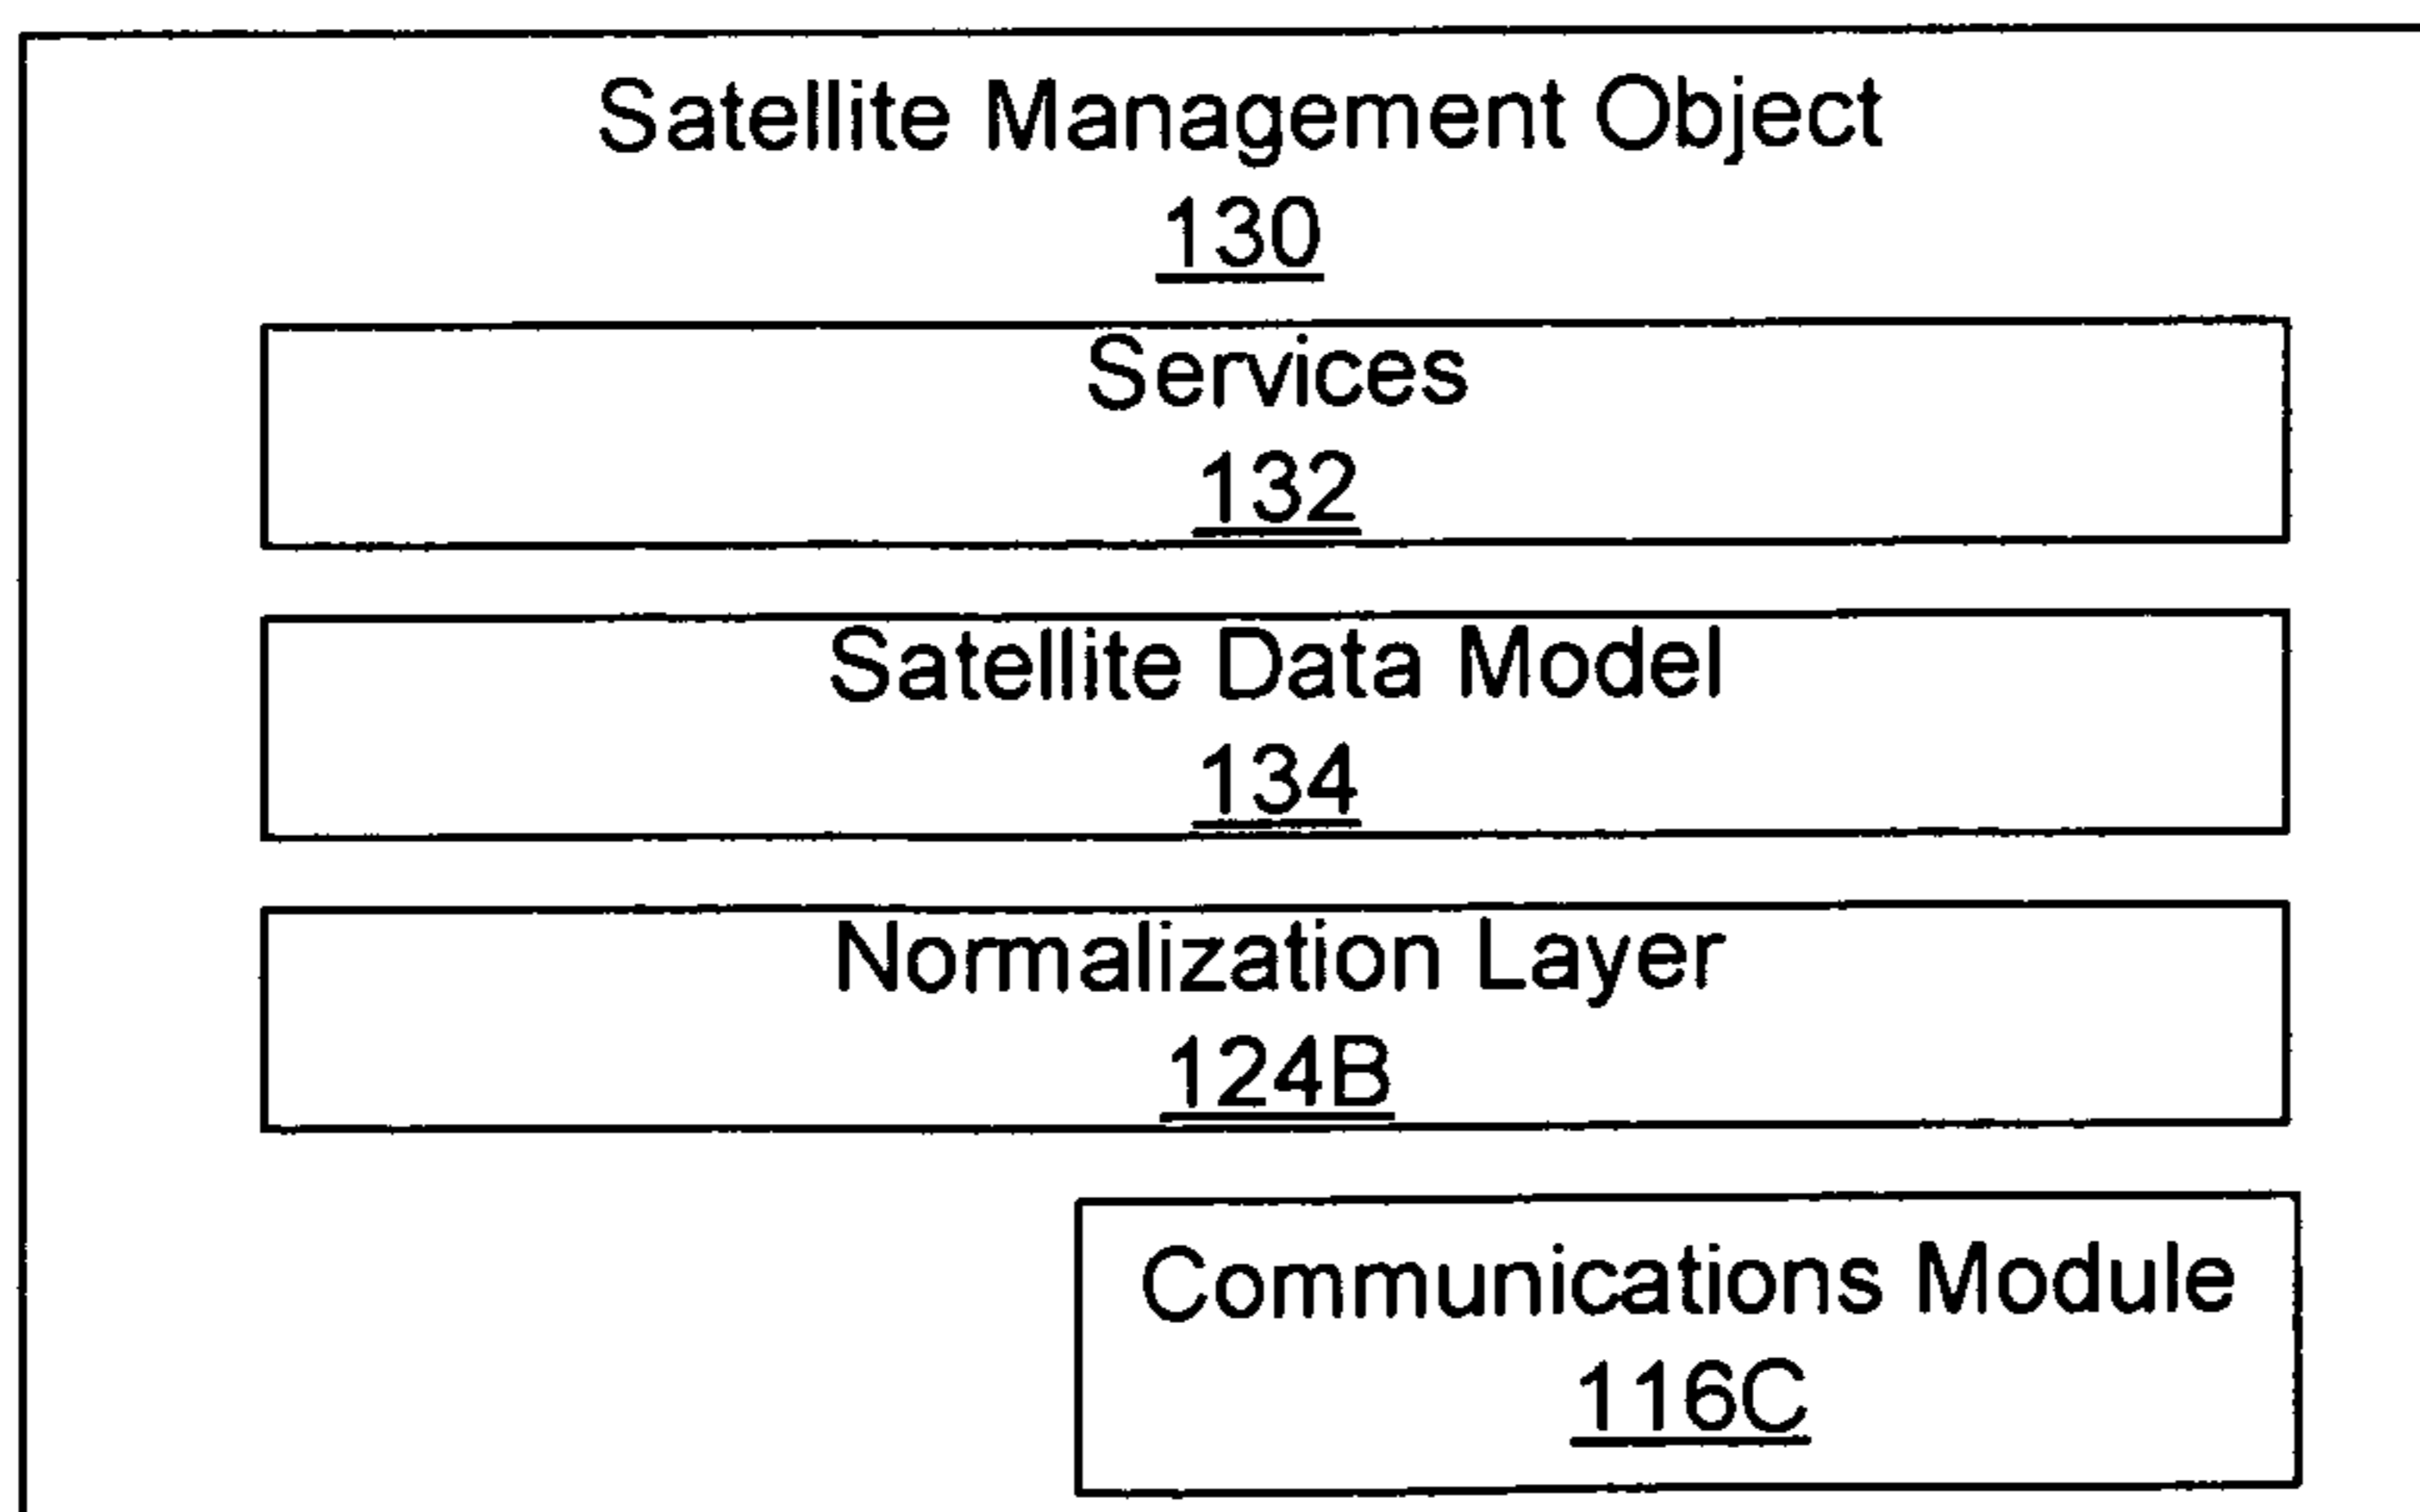 Satellite Management Object
130
Services
132
Satellite Data Model
134
Normalization Layer
124B
Communications Module
116C